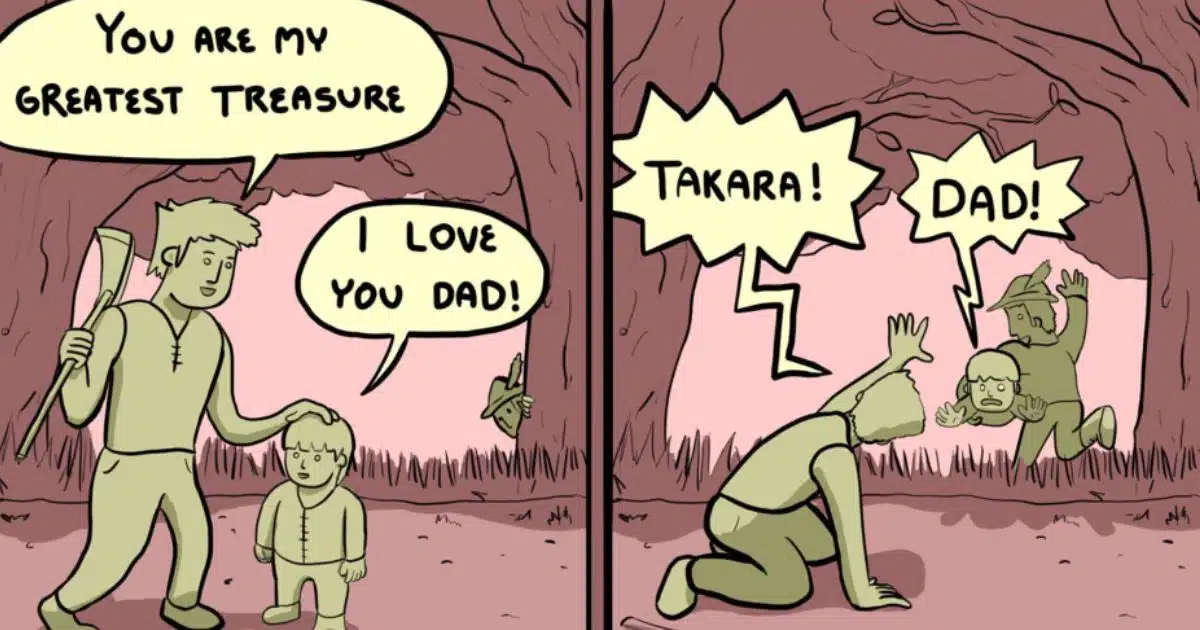 YOU ARE MY
GREATEST TREASURE
I LOVE
YOU DAD!
TAKARA!
DAD!